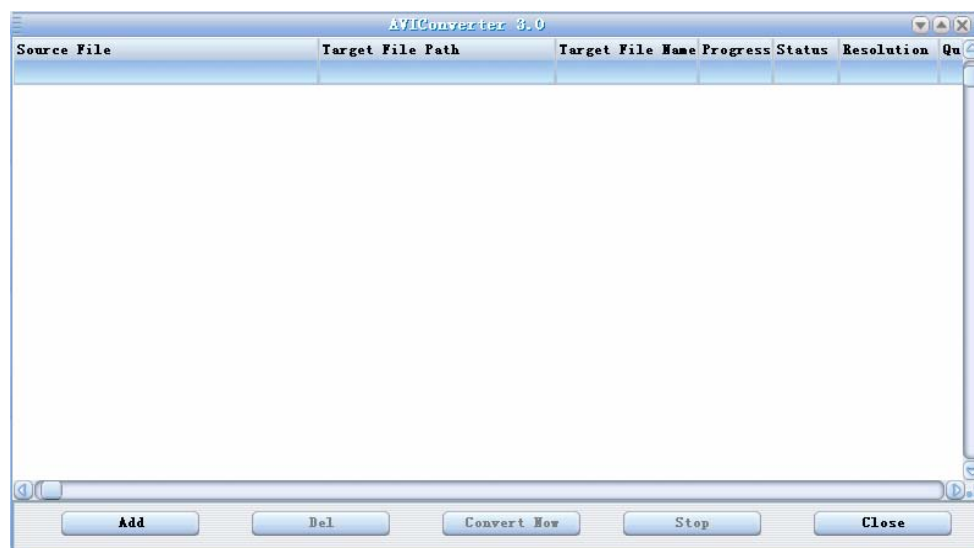 AVIConverter 3.0
Source File Target File Path Target File Name Progress Status Resolution Qu
Add Del Convert Now Stop Close